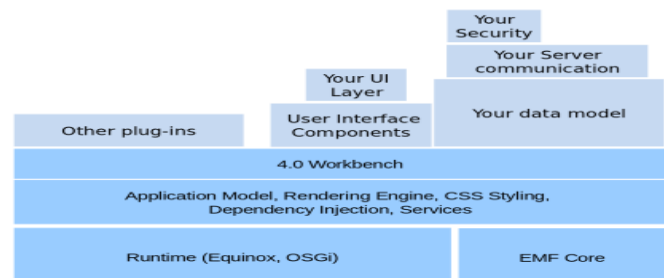 Your
Security
Your Server
communication
Your UI
Layer
Your data model
User Interface
Components
Other plug-ins
4.0 Workbench
Application Model, Rendering Engine, CSS Styling,
Dependency Injection, Services
Runtime (Equinox, OSGi)
EMF Core